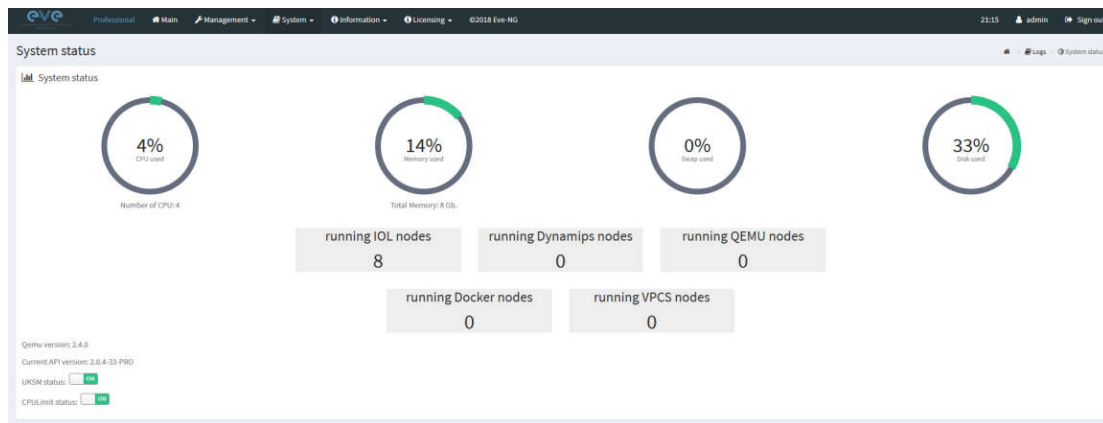 eve Professional Main Management System Information Licensing ©2018 Eve-NG 21:15 admin Sign ou
System status
Logs System statu
System status
4%
CPU used
14%
Memory used
0%
Swap used
33%
Disk used
Number of CPU: 4
Total Memory: 8 Gb.
running IOL nodes
8
running Dynamips nodes
0
running QEMU nodes
0
running Docker nodes
0
running VPCS nodes
0
Qemu version: 2.4.0
Current API version: 2.0.4-33-PRO
UKSM status: ON
CPULimit status: ON